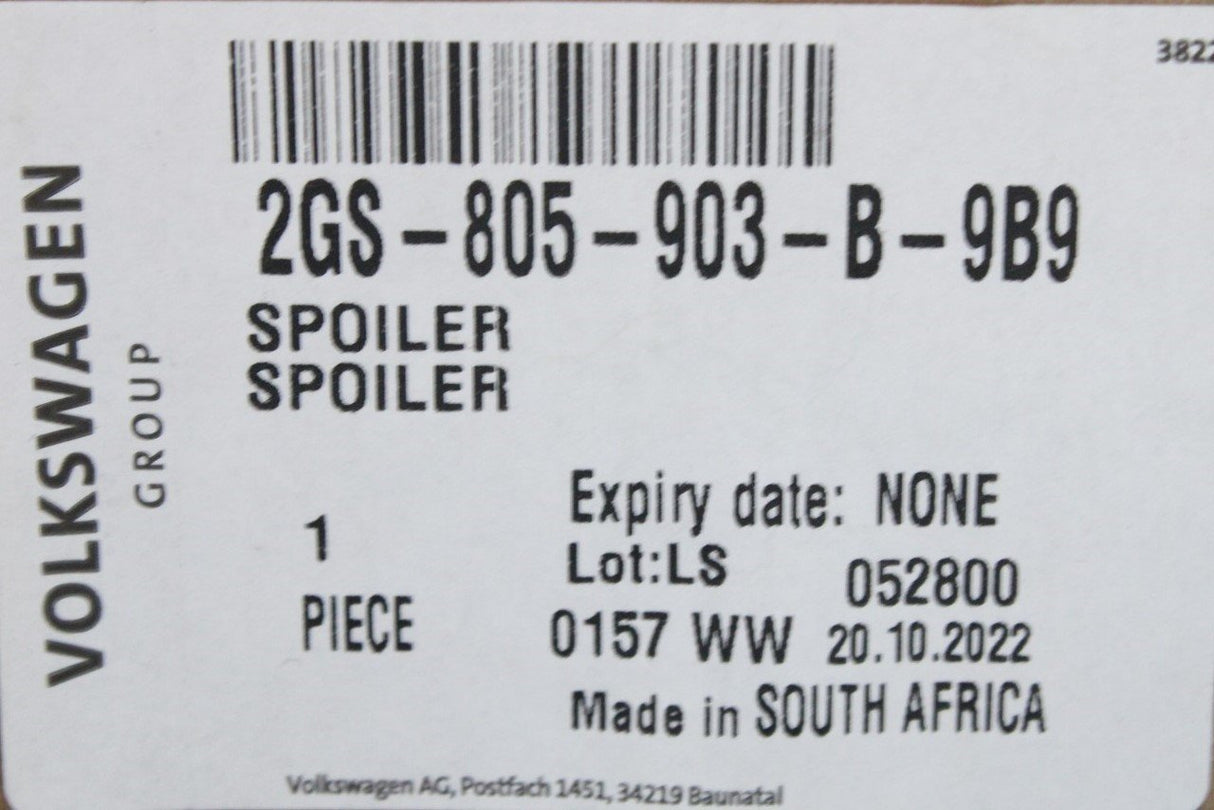 3822
2GS-805-903-B-9B9
SPOILER
SPOILER
VOLKSWAGEN
GROUP
Expiry date: NONE
1
Lot:LS 052800
PIECE
0157 WW 20.10.2022
Made in SOUTH AFRICA
Volkswagen AG, Postfach 1451, 34219 Baunatal